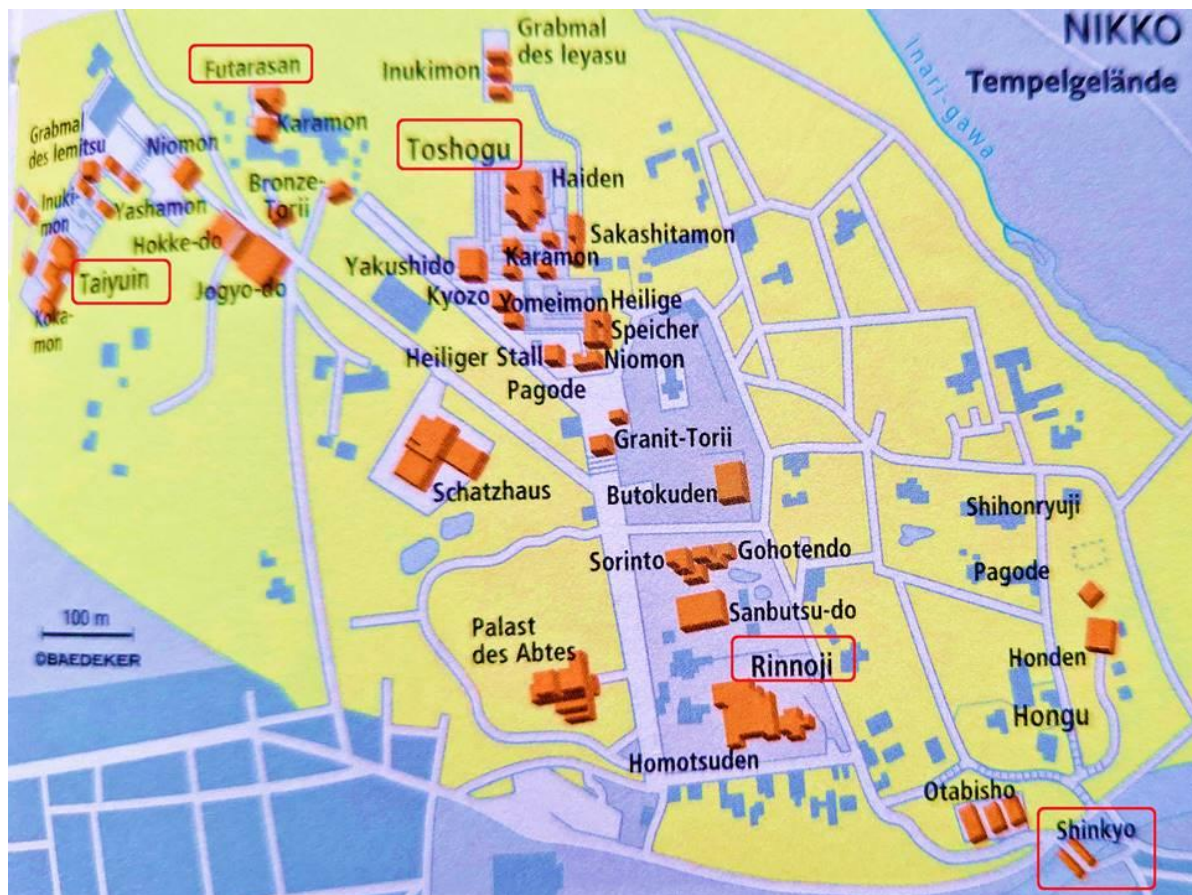 NIKKO
Tempelgelände
Inari-gawa
Grabmal
des Ieyasu
Inukimon
Futarasan
Karamon
Toshogu
Grabmal
des Iemitsu
Niomon
Bronze-
Torii
Haiden
Inuki-
mon
Yashamon
Hokke-do
Sakashitamon
Karamon
Yakushido
Taiyuin
Jogyo-do
Kyozo
Yomeimon
Heilige
Speicher
Koka-
mon
Heiliger Stall
Niomon
Pagode
Granit-Torii
Schatzhaus
Butokuden
Shihonryuji
Sorinto
Gohotendo
Pagode
100 m
Sanbutsu-do
Palast
des Abtes
©BAEDEKER
Rinnoji
Honden
Hongu
Homotsuden
Otabisho
Shinkyo